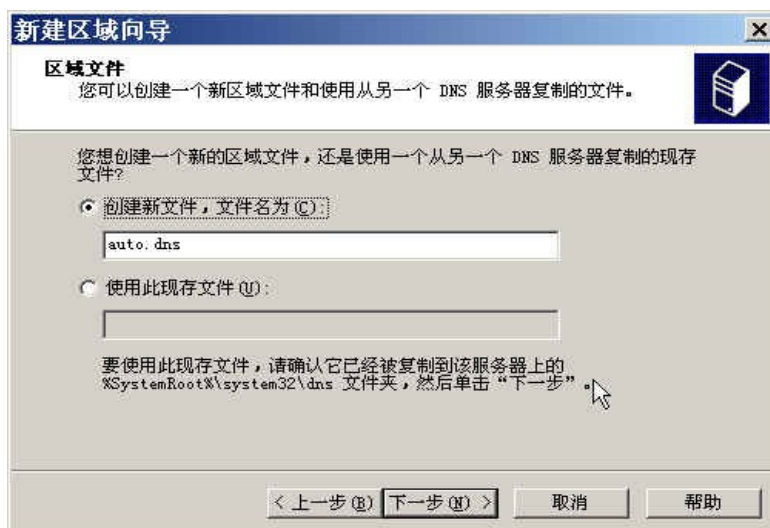 新建区域向导
区域文件
您可以创建一个新区域文件和使用从另一个 DNS 服务器复制的文件。
您想创建一个新的区域文件，还是使用一个从另一个 DNS 服务器复制的现存
文件?
创建新文件，文件名为(C):
auto.dns
使用此现存文件(U):
要使用此现存文件，请确认它已经被复制到该服务器上的
%SystemRoot%\system32\dns 文件夹，然后单击“下一步”。
< 上一步(B) 下一步(N) > 取消 帮助